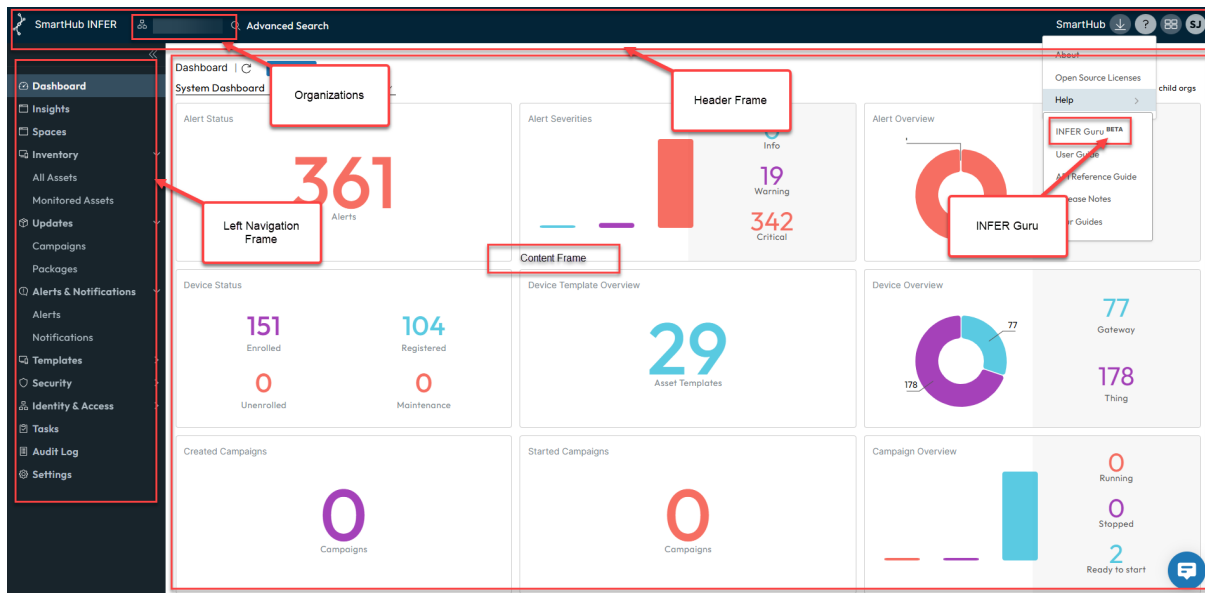 SmartHub INFER
Advanced Search
SmartHub
SJ
Dashboard
Insights
Spaces
Inventory
All Assets
Monitored Assets
Updates
Campaigns
Packages
Alerts & Notifications
Alerts
Notifications
Templates
Security
Identity & Access
Tasks
Audit Log
Settings
Organizations
Header Frame
Left Navigation
Frame
Content Frame
INFER Guru
About
Open Source Licenses
Help
INFER Guru BETA
User Guide
API Reference Guide
Release Notes
Guides
child orgs
Dashboard
System Dashboard
Alert Status
361
Alerts
Alert Severities
Info
19
Warning
342
Critical
Alert Overview
Device Status
151
Enrolled
104
Registered
0
Unenrolled
0
Maintenance
Device Template Overview
29
Asset Templates
Device Overview
77
178
77
Gateway
178
Thing
Created Campaigns
0
Campaigns
Started Campaigns
0
Campaigns
Campaign Overview
0
Running
0
Stopped
2
Ready to start